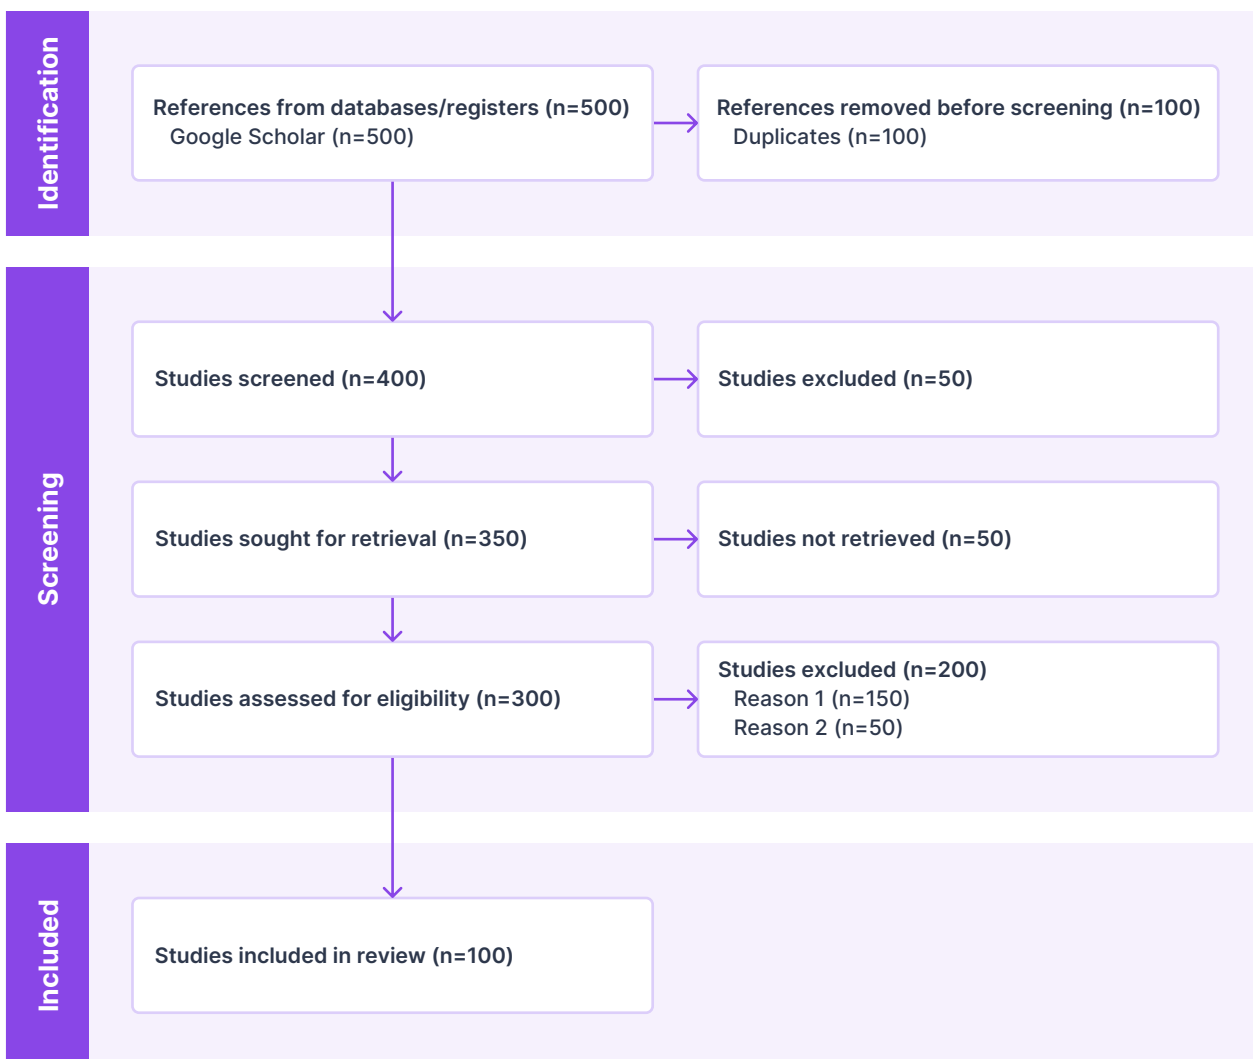 Identification
References from databases/registers (n=500)
Google Scholar (n=500)
References removed before screening (n=100)
Duplicates (n=100)
Screening
Studies screened (n=400)
Studies excluded (n=50)
Studies sought for retrieval (n=350)
Studies not retrieved (n=50)
Studies assessed for eligibility (n=300)
Studies excluded (n=200)
Reason 1 (n=150)
Reason 2 (n=50)
Included
Studies included in review (n=100)